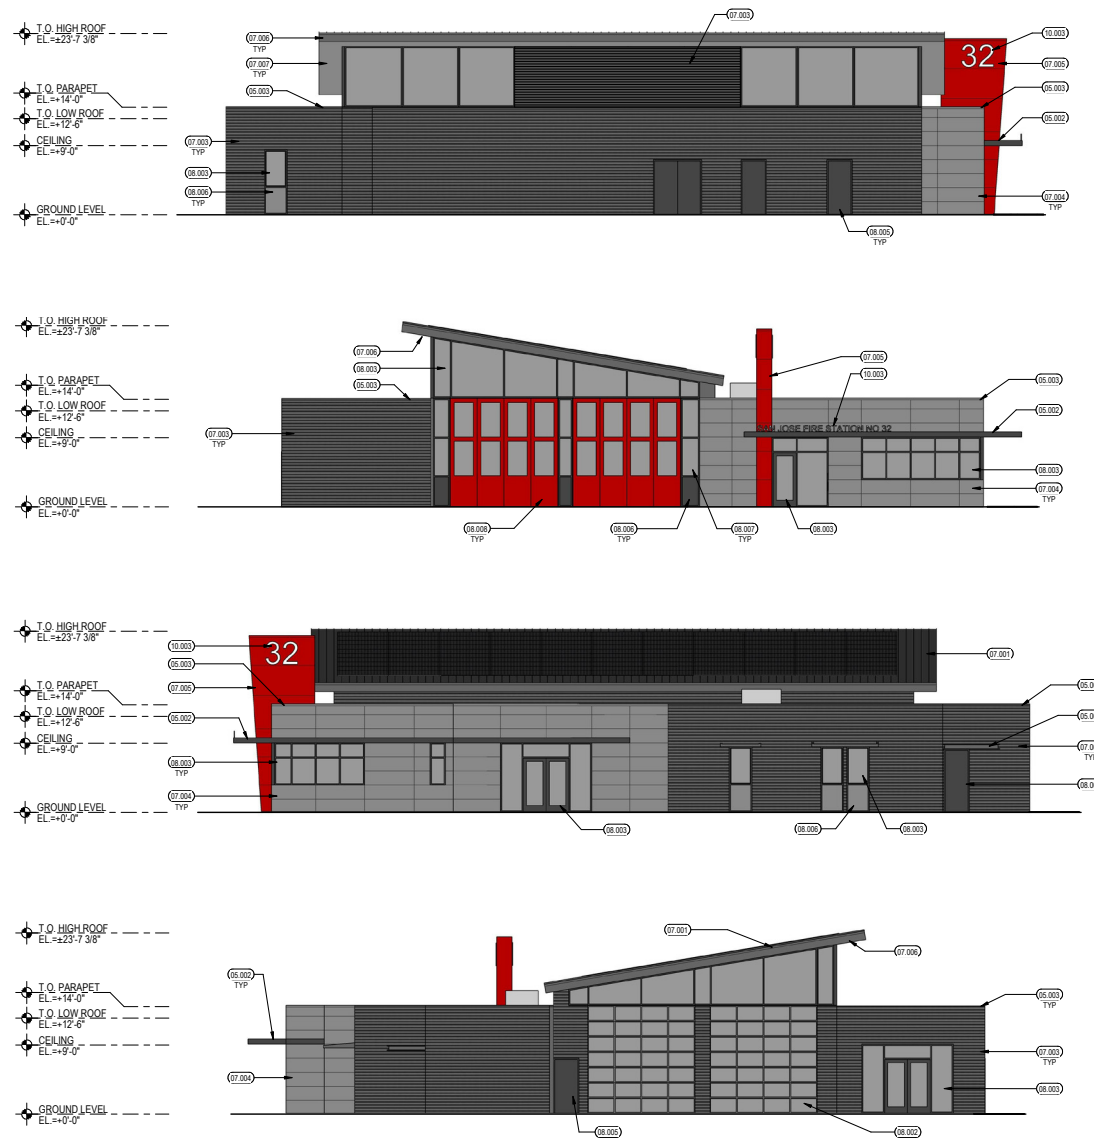 T.O. HIGH ROOF
EL.=±23'-7 3/8"
T.O. PARAPET
EL.=+14'-0"
T.O. LOW ROOF
EL.=+12'-6"
CEILING
EL.=+9'-0"
GROUND LEVEL
EL.=+0'-0"
07.003
07.006
TYP
07.007
TYP
05.003
07.003
TYP
08.003
08.006
TYP
32
10.003
07.005
05.003
05.002
07.004
TYP
08.005
TYP
T.O. HIGH ROOF
EL.=±23'-7 3/8"
T.O. PARAPET
EL.=+14'-0"
T.O. LOW ROOF
EL.=+12'-6"
CEILING
EL.=+9'-0"
GROUND LEVEL
EL.=+0'-0"
07.006
08.003
05.003
07.003
TYP
07.005
10.003
05.003
05.002
SAN JOSE FIRE STATION NO 32
08.003
07.004
TYP
08.008
TYP
08.006
TYP
08.007
TYP
08.003
T.O. HIGH ROOF
EL.=±23'-7 3/8"
T.O. PARAPET
EL.=+14'-0"
T.O. LOW ROOF
EL.=+12'-6"
CEILING
EL.=+9'-0"
GROUND LEVEL
EL.=+0'-0"
10.003
05.003
07.005
05.002
08.003
TYP
07.004
TYP
32
07.001
08.003
08.006
08.003
T.O. HIGH ROOF
EL.=±23'-7 3/8"
T.O. PARAPET
EL.=+14'-0"
T.O. LOW ROOF
EL.=+12'-6"
CEILING
EL.=+9'-0"
GROUND LEVEL
EL.=+0'-0"
05.002
TYP
07.004
07.001
07.006
05.003
TYP
07.003
TYP
08.003
08.005
08.002